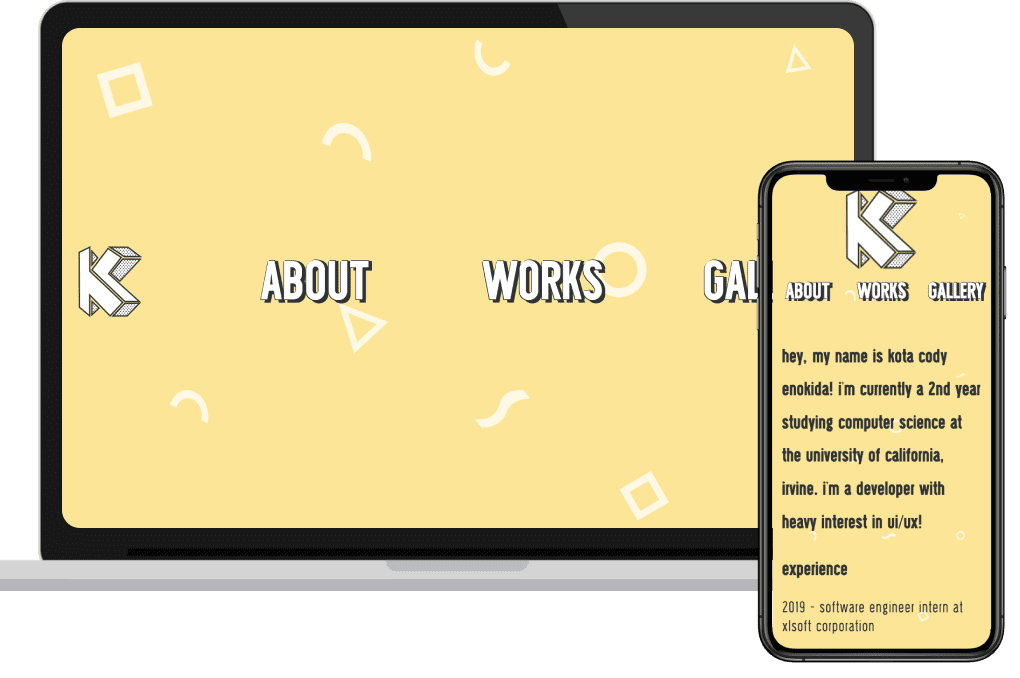 K
ABOUT
WORKS
GAL
K
ABOUT WORKS GALLERY
hey, my name is kota cody
enokida! i'm currently a 2nd year
studying computer science at
the university of california,
irvine. i'm a developer with
heavy interest in ui/ux!
experience
2019 - software engineer intern at
xlsoft corporation